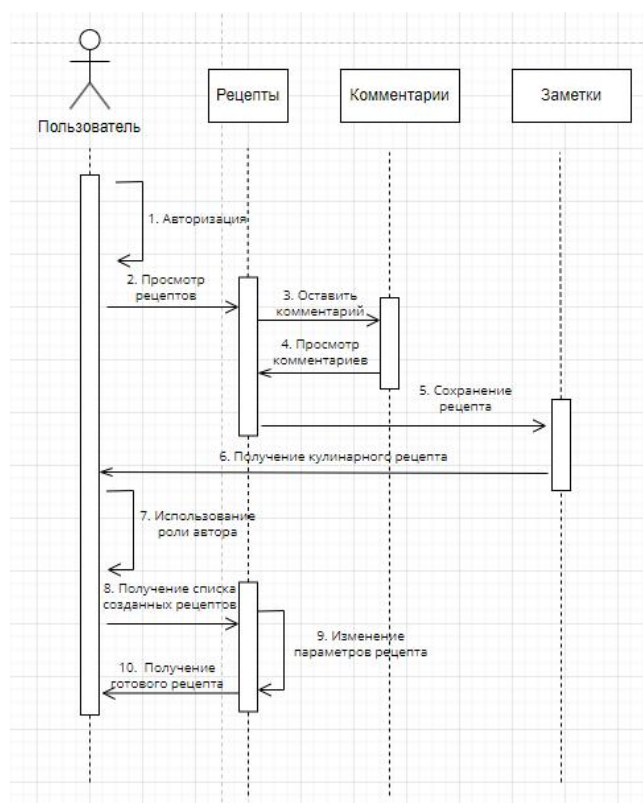 Пользователь
Рецепты
Комментарии
Заметки
1. Авторизация
2. Просмотр
рецептов
3. Оставить
комментарий
4. Просмотр
комментариев
5. Сохранение
рецепта
6. Получение кулинарного рецепта
7. Использование
роли автора
8. Получение списка
созданных рецептов
9. Изменение
параметров рецепта
10. Получение
готового рецепта